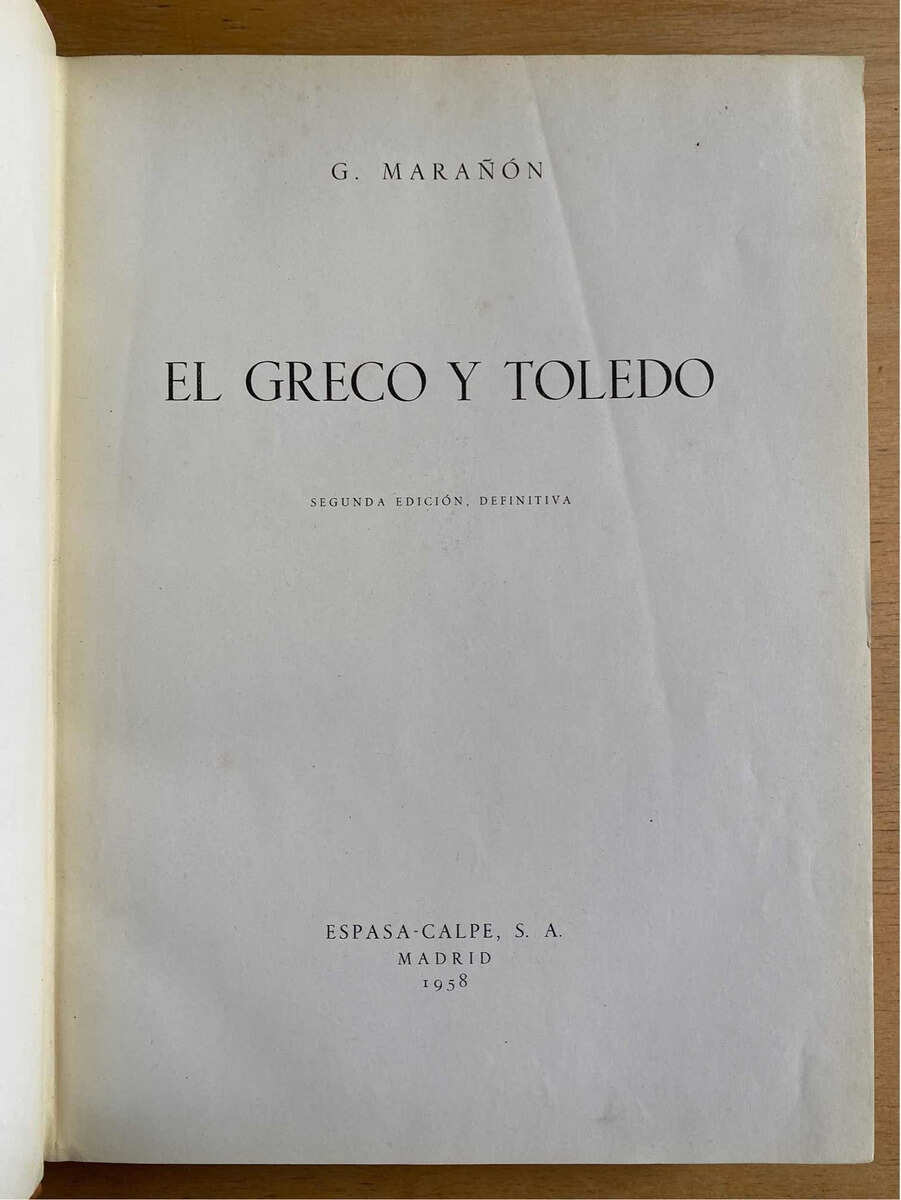 G. MARAÑÓN
EL GRECO Y TOLEDO
SEGUNDA EDICIÓN, DEFINITIVA
ESPASA-CALPE, S. A.
MADRID
1958